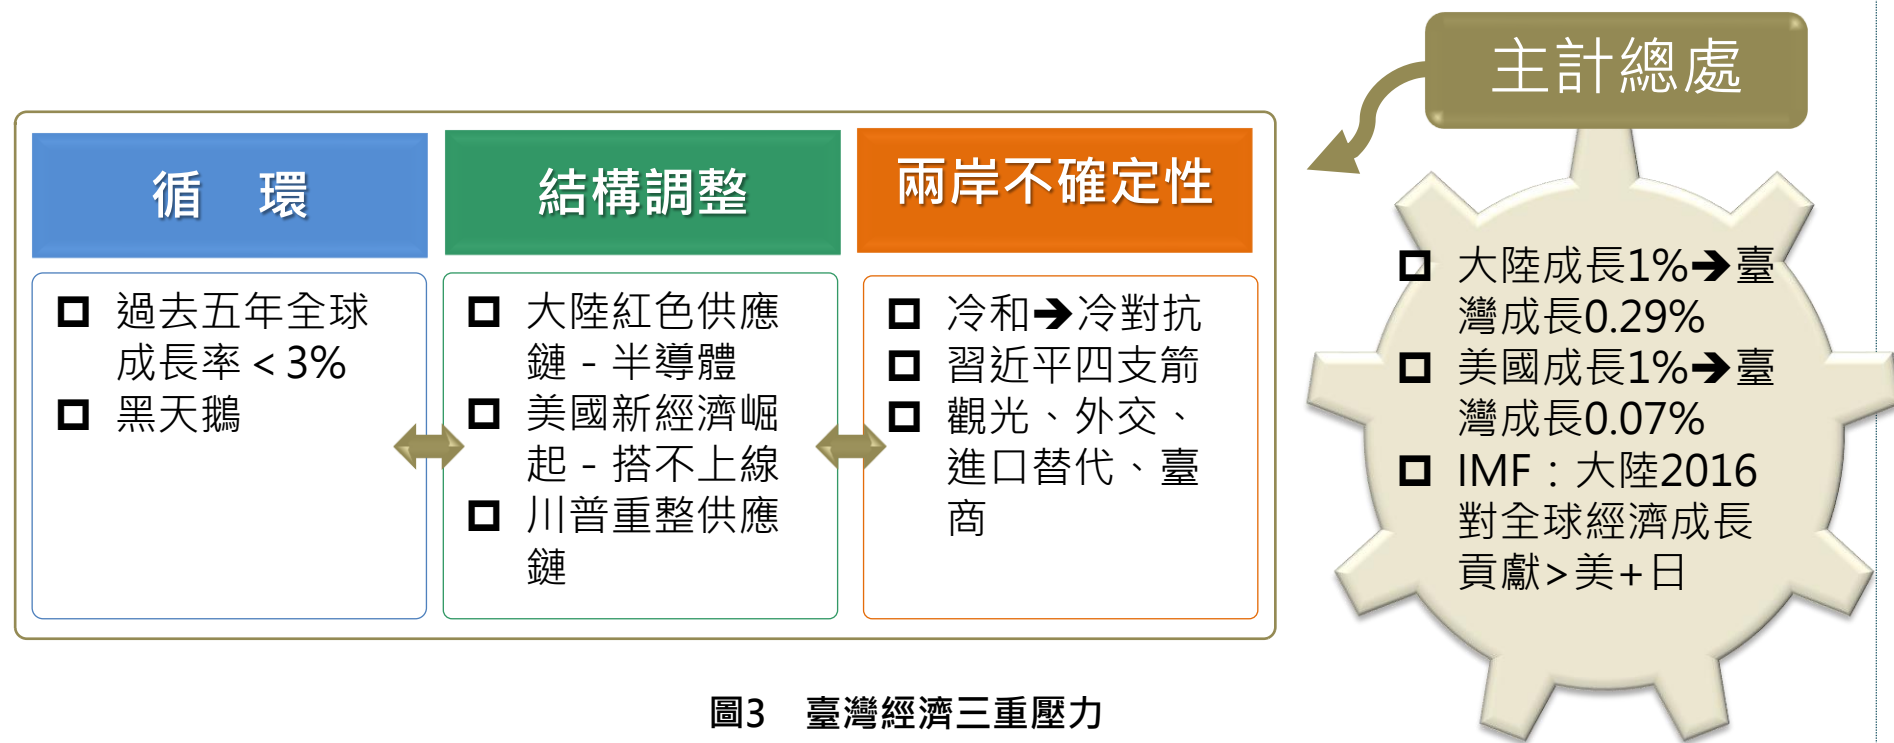 主計總處
循　環
過去五年全球
成長率＜3%
黑天鵝
結構調整
大陸紅色供應
鏈－半導體
美國新經濟崛
起－搭不上線
川普重整供應
鏈
兩岸不確定性
冷和➔冷對抗
習近平四支箭
觀光、外交、
進口替代、臺
商
大陸成長1%➔臺
灣成長0.29%
美國成長1%➔臺
灣成長0.07%
IMF：大陸2016
對全球經濟成長
貢獻>美+日
圖3　臺灣經濟三重壓力